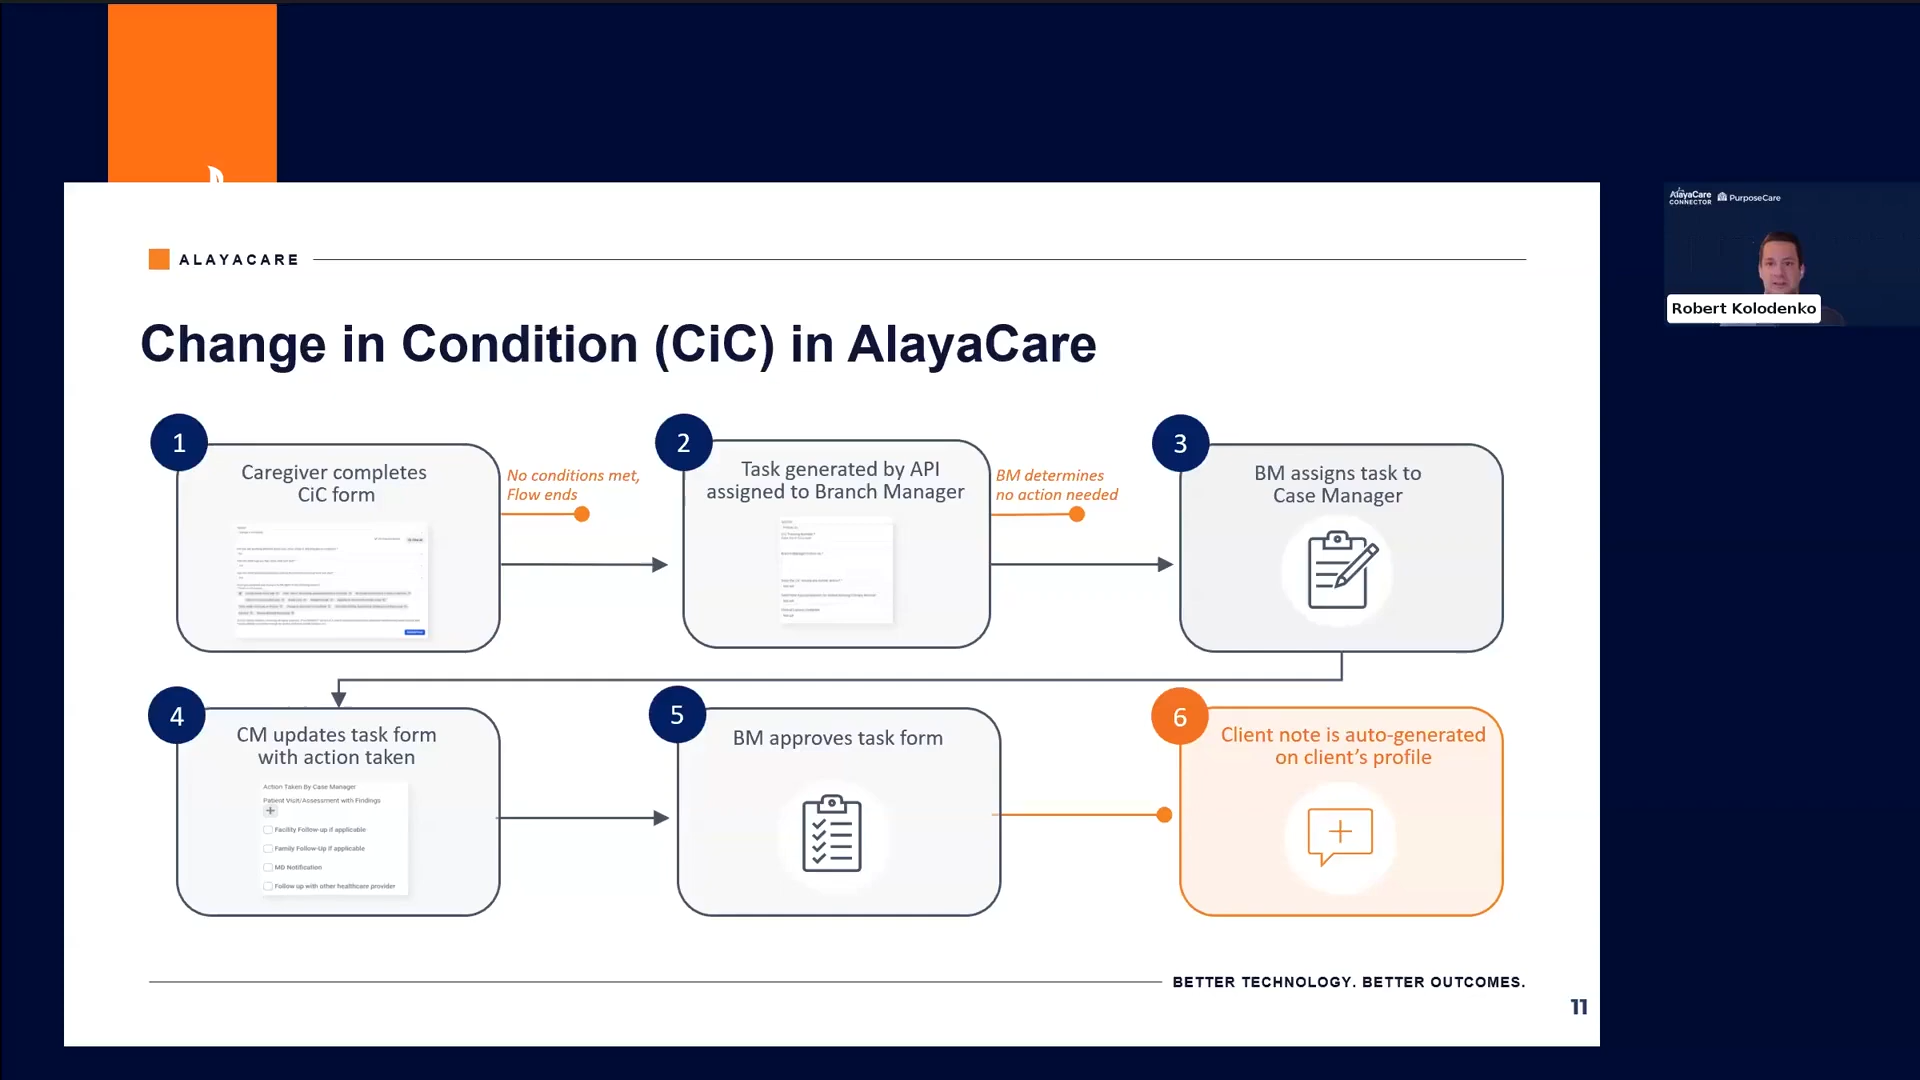 AlayaCare
CONNECTOR
PurposeCare
Robert Kolodenko
ALAYACARE
Change in Condition (CiC) in AlayaCare
1
Caregiver completes
CiC form
No conditions met,
Flow ends
2
Task generated by API
assigned to Branch Manager
BM determines
no action needed
3
BM assigns task to
Case Manager
4
CM updates task form
with action taken
Action Taken By Case Manager
Patient Visit/Assessment with Findings
+
Facility Follow-up if applicable
Family Follow-Up if applicable
MD Notification
Follow up with other healthcare provider
5
BM approves task form
6
Client note is auto-generated
on client's profile
BETTER TECHNOLOGY. BETTER OUTCOMES.
11